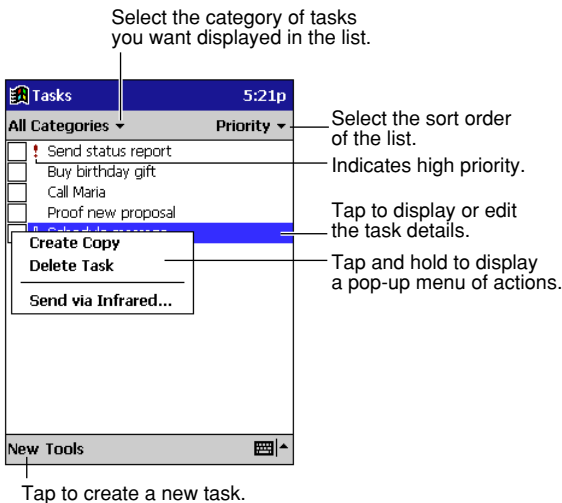 Select the category of tasks
you want displayed in the list.
Tasks 5:21p
All Categories Priority
Select the sort order
of the list.
! Send status report
Indicates high priority.
Buy birthday gift
Call Maria
Proof new proposal
Tap to display or edit
the task details.
Create Copy
Delete Task
Send via Infrared...
Tap and hold to display
a pop-up menu of actions.
New Tools
Tap to create a new task.